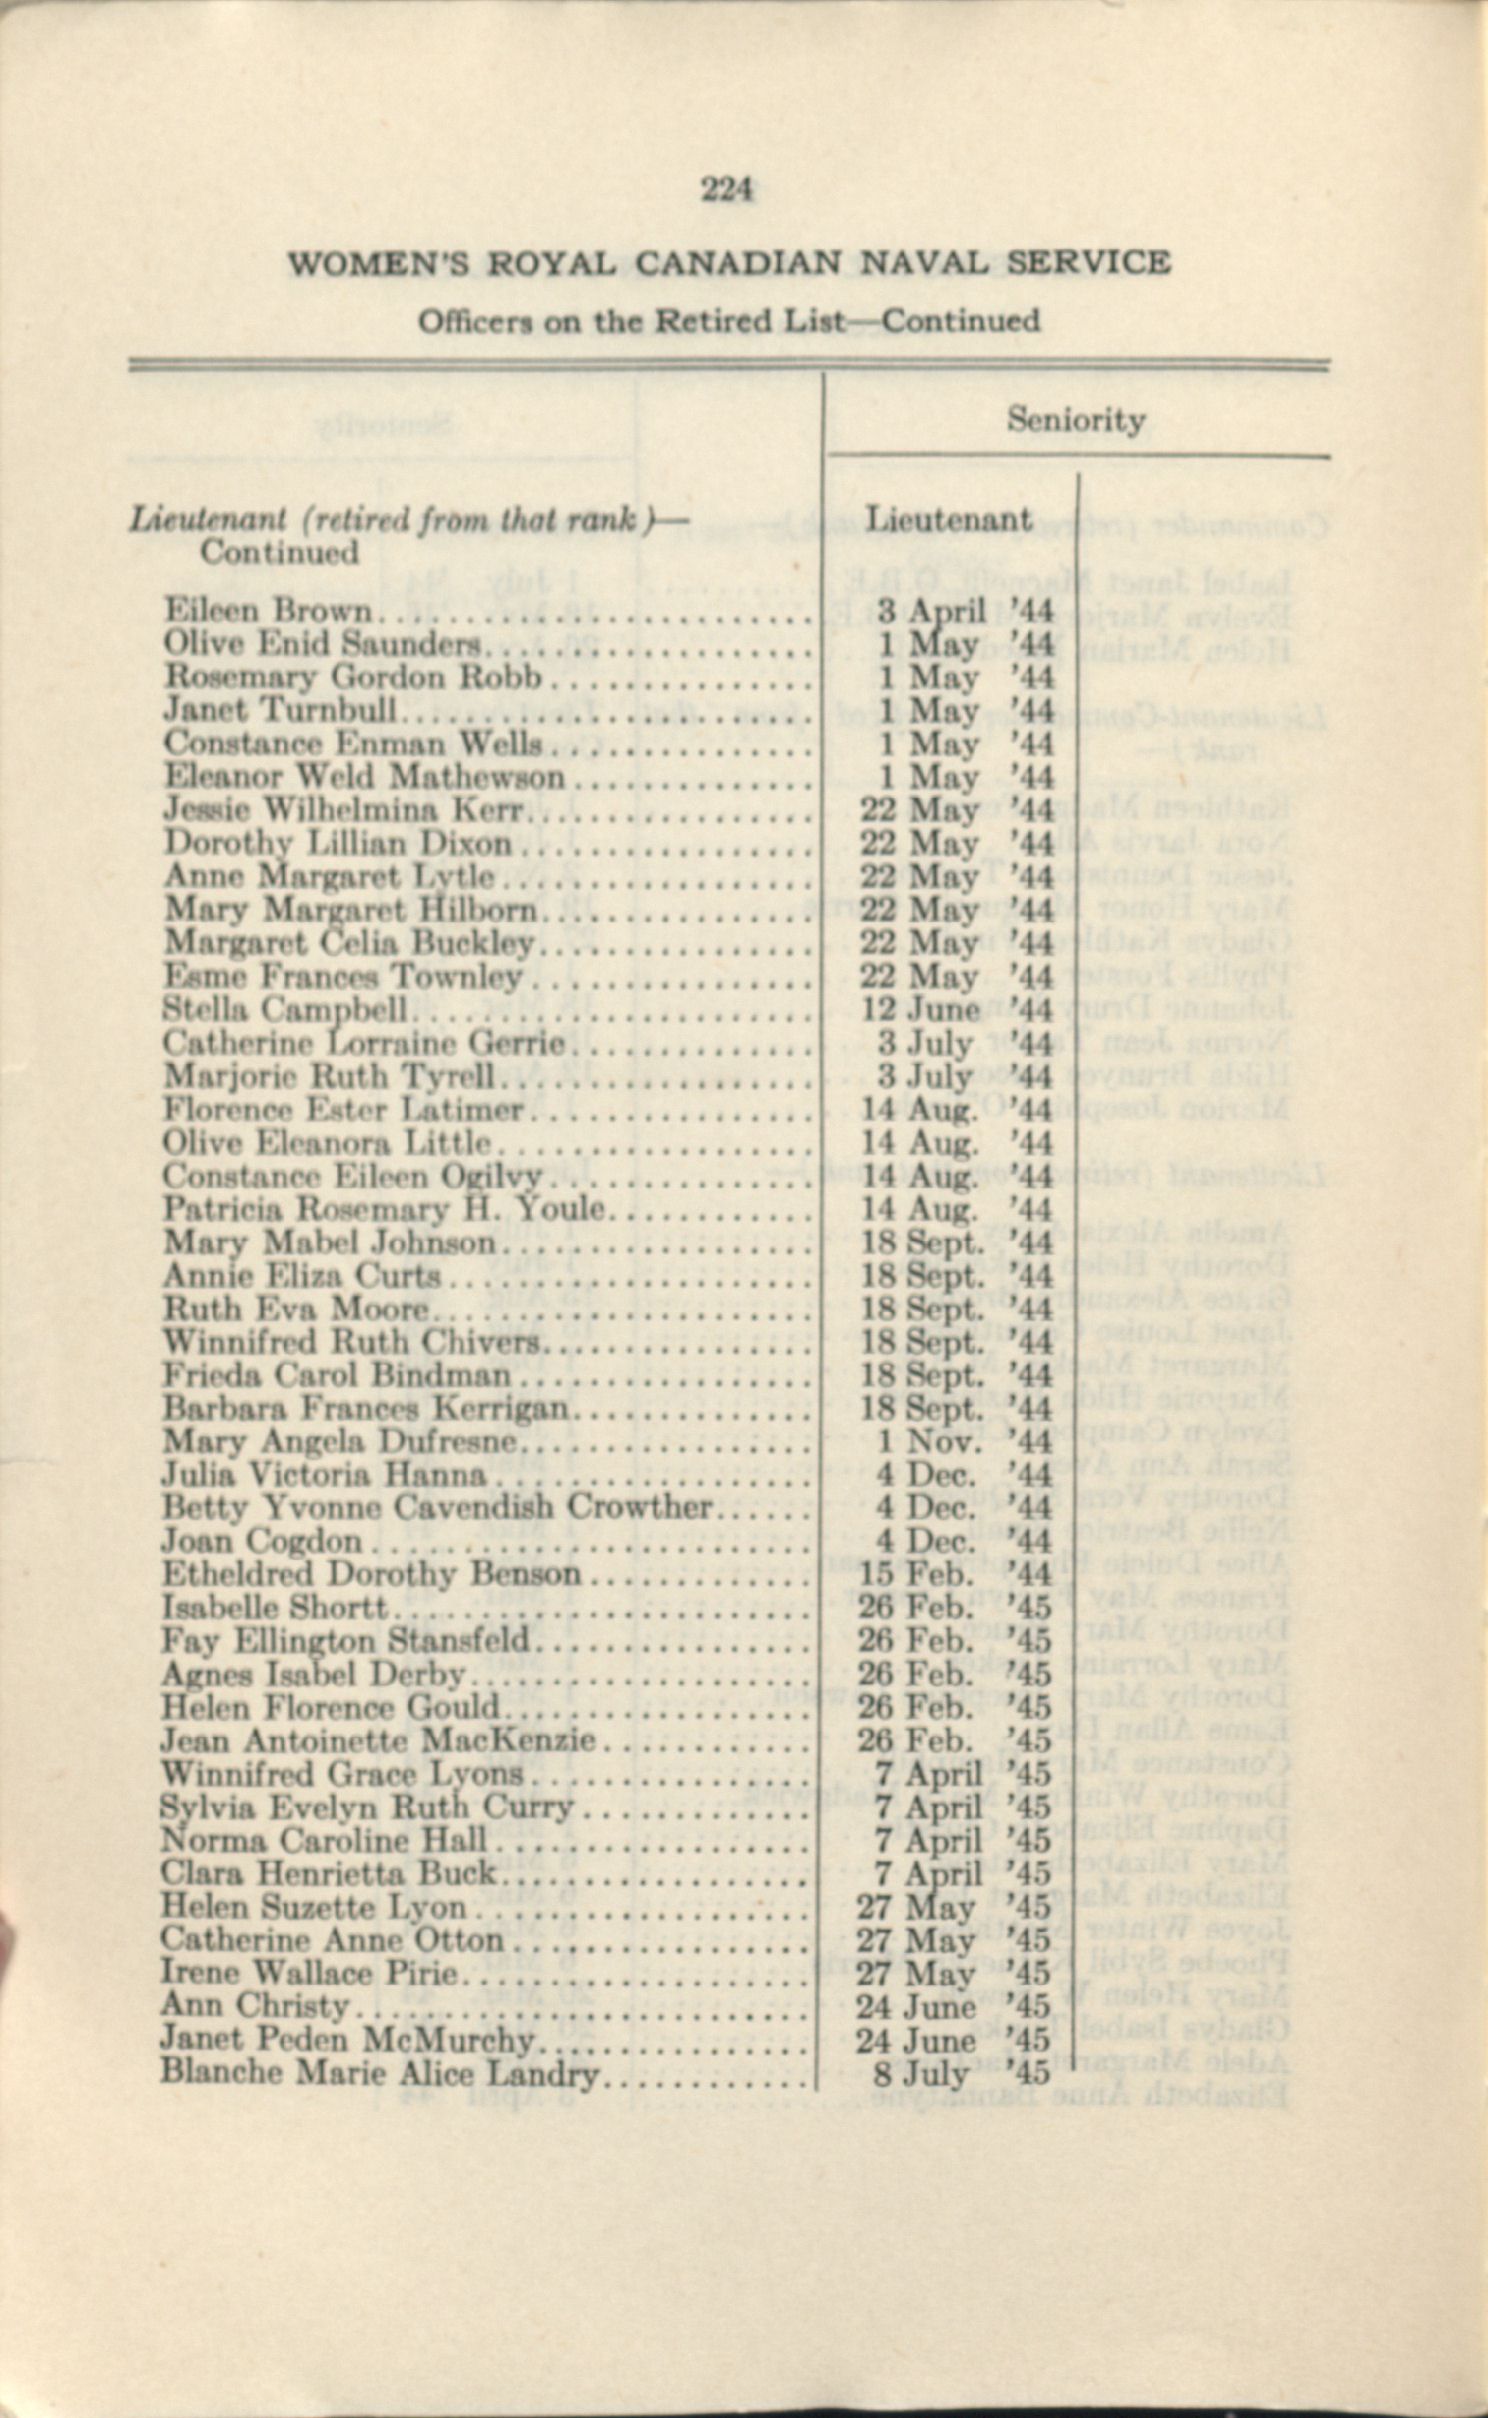 224
WOMEN'S ROYAL CANADIAN NAVAL SERVICE
Officers on the Retired List—Continued
Seniority
Lieutenant (retired from that rank)— Lieutenant
Continued
Eileen Brown 3 April '44
Olive Enid Saunders 1 May '44
Rosemary Gordon Robb 1 May '44
Janet Turnbull 1 May '44
Constance Enman Wells 1 May '44
Eleanor Weld Mathewson 1 May '44
Jessie Wilhelmina Kerr 22 May '44
Dorothy Lillian Dixon 22 May '44
Anne Margaret Lytle 22 May '44
Mary Margaret Hilborn 22 May '44
Margaret Celia Buckley 22 May '44
Esme Frances Townley 22 May '44
Stella Campbell 12 June '44
Catherine Lorraine Gerrie 3 July '44
Marjorie Ruth Tyrell 3 July '44
Florence Ester Latimer 14 Aug. '44
Olive Eleanora Little 14 Aug. '44
Constance Eileen Ogilvy 14 Aug. '44
Patricia Rosemary H. Youle 14 Aug. '44
Mary Mabel Johnson 18 Sept. '44
Annie Eliza Curts 18 Sept. '44
Ruth Eva Moore 18 Sept. '44
Winnifred Ruth Chivers 18 Sept. '44
Frieda Carol Bindman 18 Sept. '44
Barbara Frances Kerrigan 18 Sept. '44
Mary Angela Dufresne 1 Nov. '44
Julia Victoria Hanna 4 Dec. '44
Betty Yvonne Cavendish Crowther 4 Dec. '44
Joan Cogdon 4 Dec. '44
Etheldred Dorothy Benson 15 Feb. '44
Isabelle Shortt 26 Feb. '45
Fay Ellington Stansfeld 26 Feb. '45
Agnes Isabel Derby 26 Feb. '45
Helen Florence Gould 26 Feb. '45
Jean Antoinette MacKenzie 26 Feb. '45
Winnifred Grace Lyons 7 April '45
Sylvia Evelyn Ruth Curry 7 April '45
Norma Caroline Hall 7 April '45
Clara Henrietta Buck 7 April '45
Helen Suzette Lyon 27 May '45
Catherine Anne Otton 27 May '45
Irene Wallace Pirie 27 May '45
Ann Christy 24 June '45
Janet Peden McMurchy 24 June '45
Blanche Marie Alice Landry 8 July '45